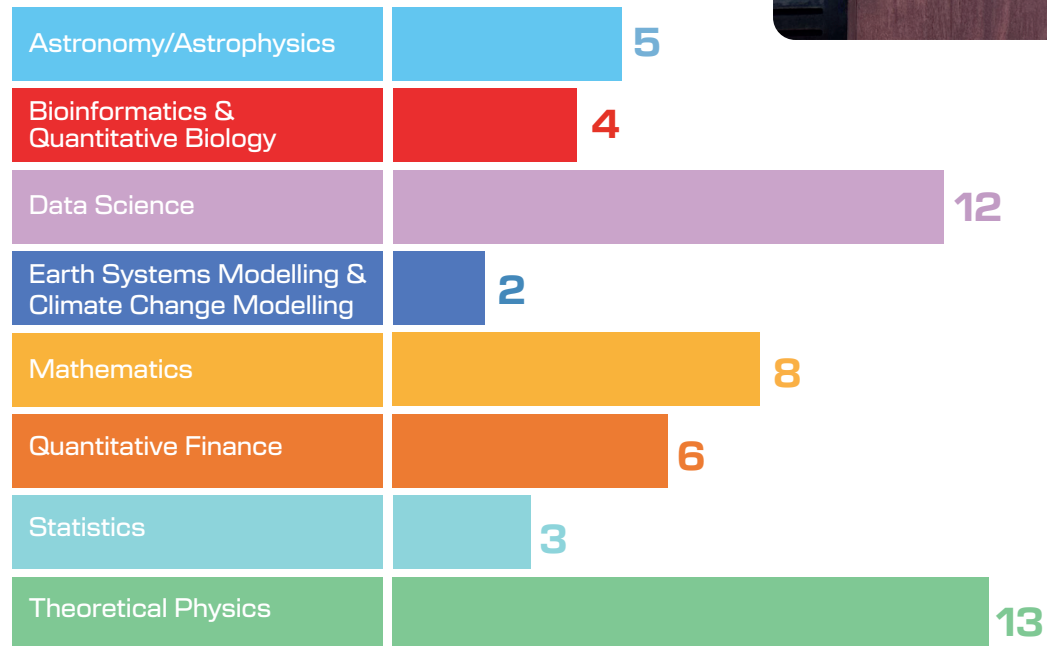 Astronomy/Astrophysics
5
Bioinformatics &
Quantitative Biology
4
Data Science
12
Earth Systems Modelling &
Climate Change Modelling
2
Mathematics
8
Quantitative Finance
6
Statistics
3
Theoretical Physics
13